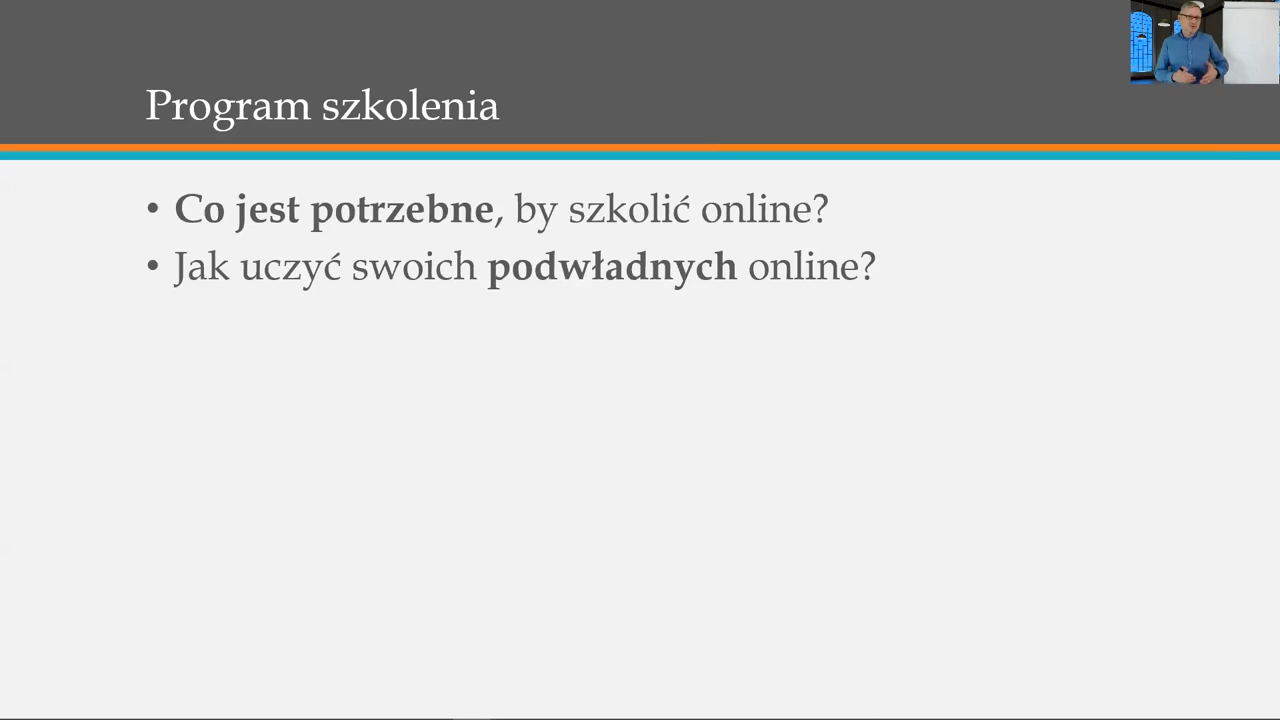 Program szkolenia
• Co jest potrzebne, by szkolić online?
• Jak uczyć swoich podwładnych online?